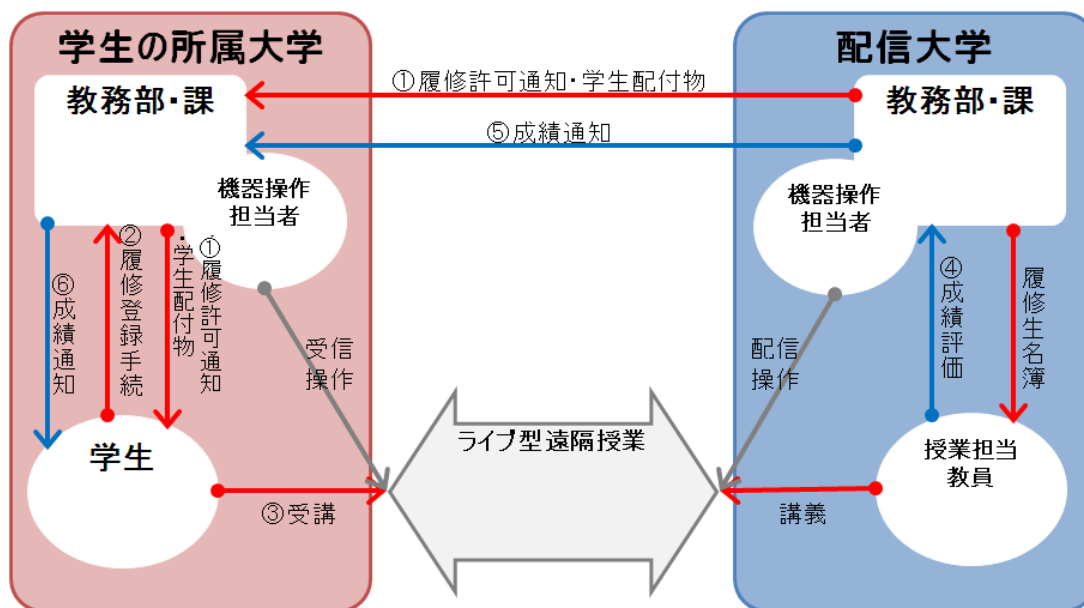 学生の所属大学
配信大学
教務部・課
①履修許可通知・学生配付物
教務部・課
⑤成績通知
機器操作
担当者
機器操作
担当者
⑥成績通知
②履修登録手続
①履修許可通知
・学生配付物
④成績評価
履修生名簿
受信
操作
配信
操作
ライブ型遠隔授業
学生
授業担当
教員
③受講
講義